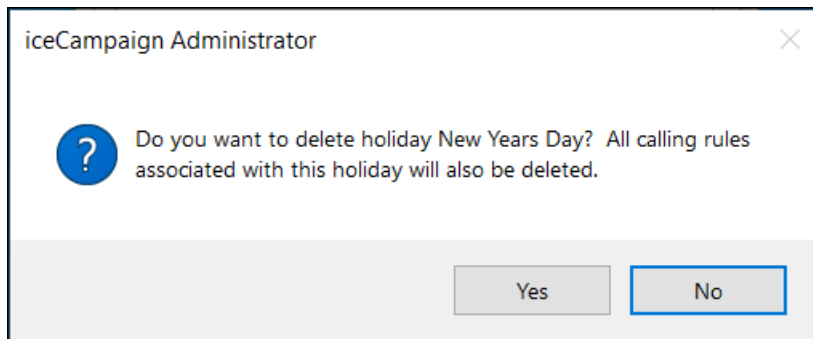 iceCampaign Administrator
Do you want to delete holiday New Years Day?  All calling rules
associated with this holiday will also be deleted.
Yes
No